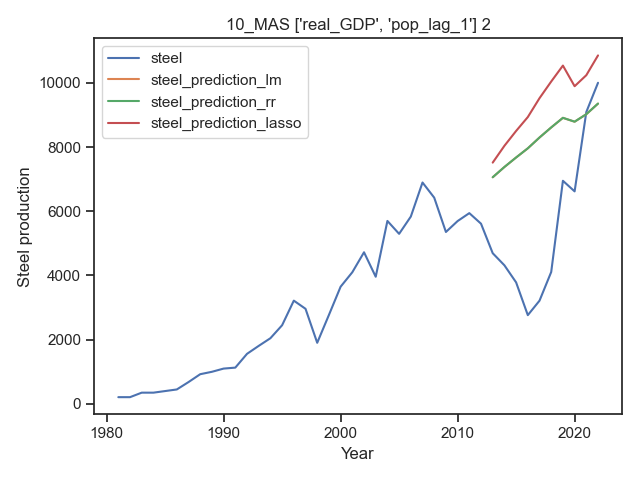 10_MAS ['real_GDP', 'pop_lag_1'] 2
steel
steel_prediction_lm
steel_prediction_rr
steel_prediction_lasso
10000
8000
6000
4000
2000
0
Steel production
1980
1990
2000
2010
2020
Year